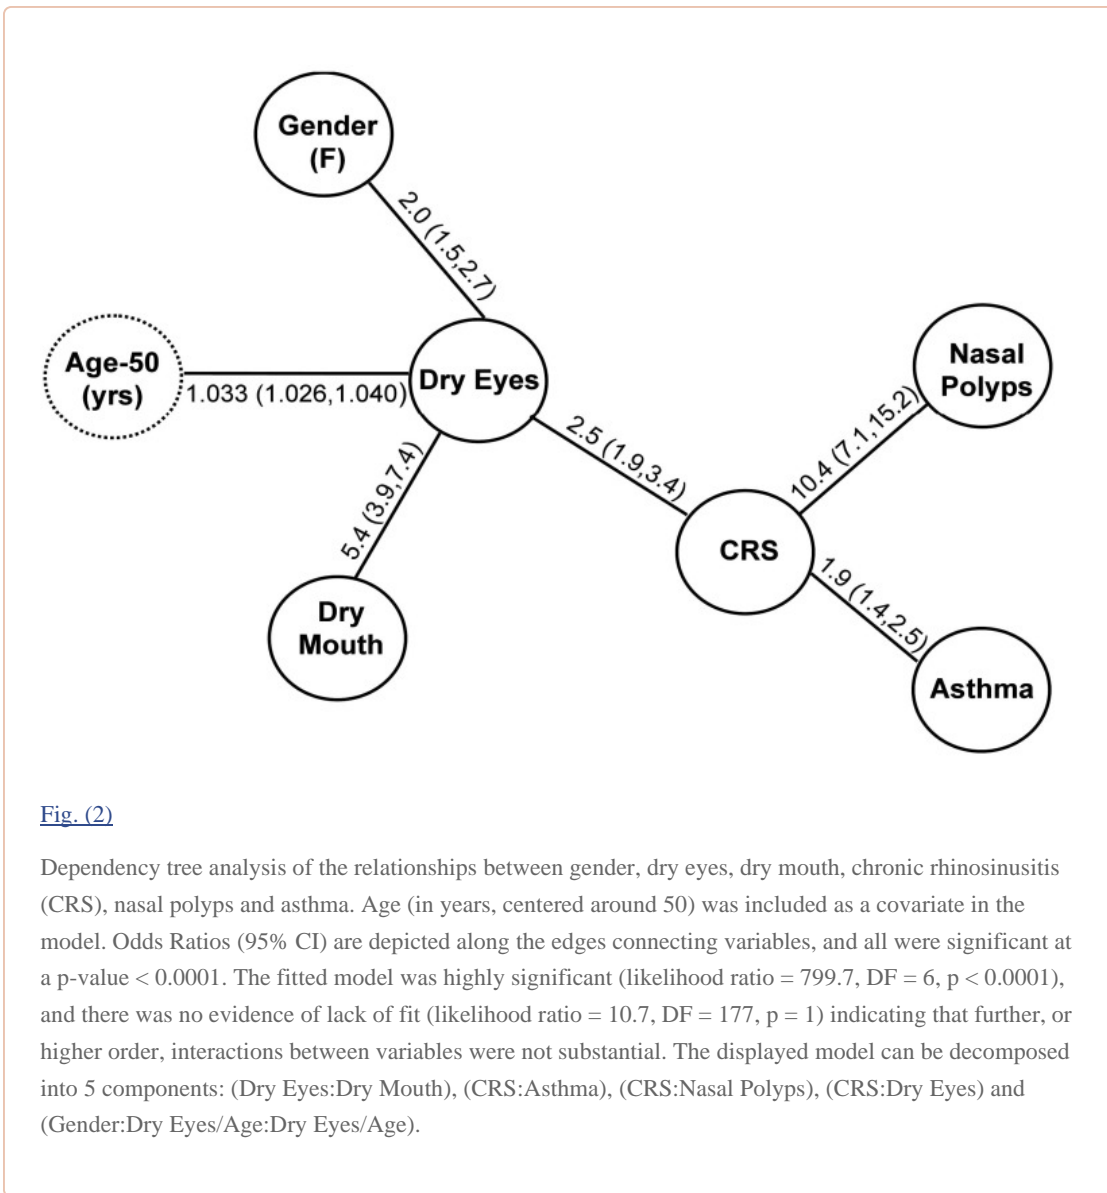 Gender
(F)
2.0 (1.5,2.7)
Age-50
(yrs)
1.033 (1.026,1.040)
Dry Eyes
Nasal
Polyps
2.5 (1.9,3.4)
10.4 (7.1,15.2)
5.4 (3.9,7.4)
CRS
1.9 (1.4,2.5)
Dry
Mouth
Asthma
Fig. (2)
Dependency tree analysis of the relationships between gender, dry eyes, dry mouth, chronic rhinosinusitis
(CRS), nasal polyps and asthma. Age (in years, centered around 50) was included as a covariate in the
model. Odds Ratios (95% CI) are depicted along the edges connecting variables, and all were significant at
a p-value < 0.0001. The fitted model was highly significant (likelihood ratio = 799.7, DF = 6, p < 0.0001),
and there was no evidence of lack of fit (likelihood ratio = 10.7, DF = 177, p = 1) indicating that further, or
higher order, interactions between variables were not substantial. The displayed model can be decomposed
into 5 components: (Dry Eyes:Dry Mouth), (CRS:Asthma), (CRS:Nasal Polyps), (CRS:Dry Eyes) and
(Gender:Dry Eyes/Age:Dry Eyes/Age).